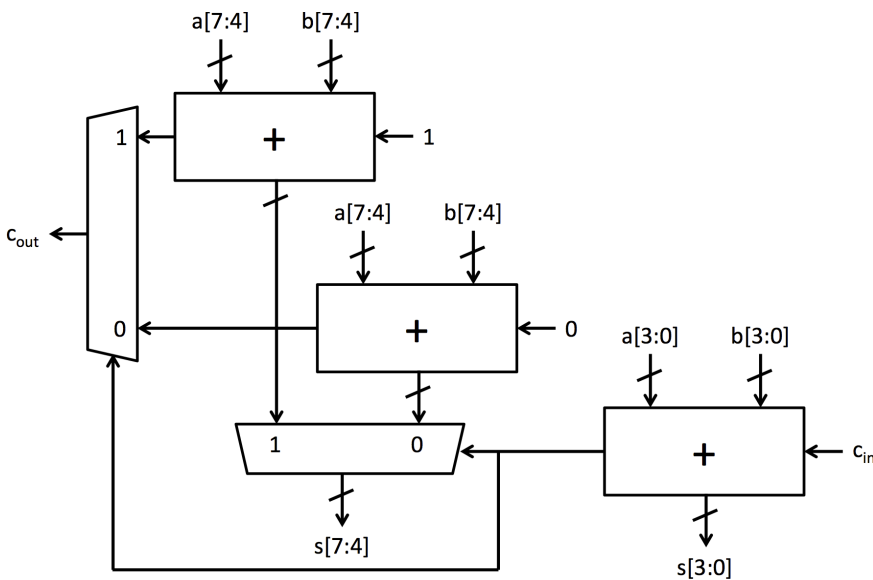 a[7:4] b[7:4]
1 + 1
a[7:4] b[7:4]
c_out
0 + 0
a[3:0] b[3:0]
1 0
+ c_in
s[7:4]
s[3:0]